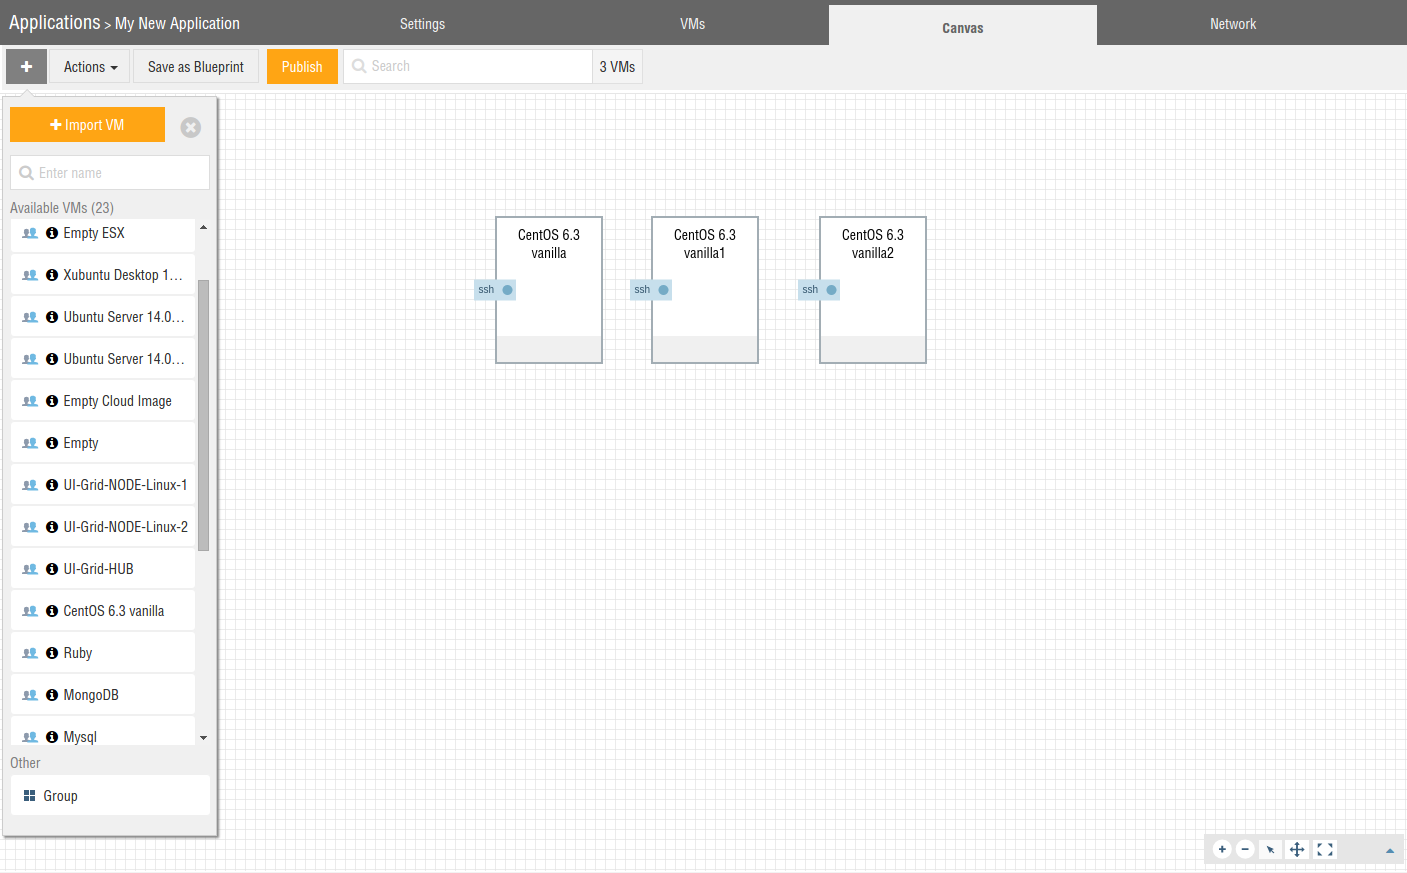 Applications > My New Application
Settings
VMs
Canvas
Network
Actions
Save as Blueprint
Publish
Search
3 VMs
Import VM
Enter name
Available VMs (23)
Empty ESX
Xubuntu Desktop 1...
Ubuntu Server 14.0...
Ubuntu Server 14.0...
Empty Cloud Image
Empty
UI-Grid-NODE-Linux-1
UI-Grid-NODE-Linux-2
UI-Grid-HUB
CentOS 6.3 vanilla
Ruby
MongoDB
Mysql
Other
Group
CentOS 6.3
vanilla
ssh
CentOS 6.3
vanilla1
ssh
CentOS 6.3
vanilla2
ssh